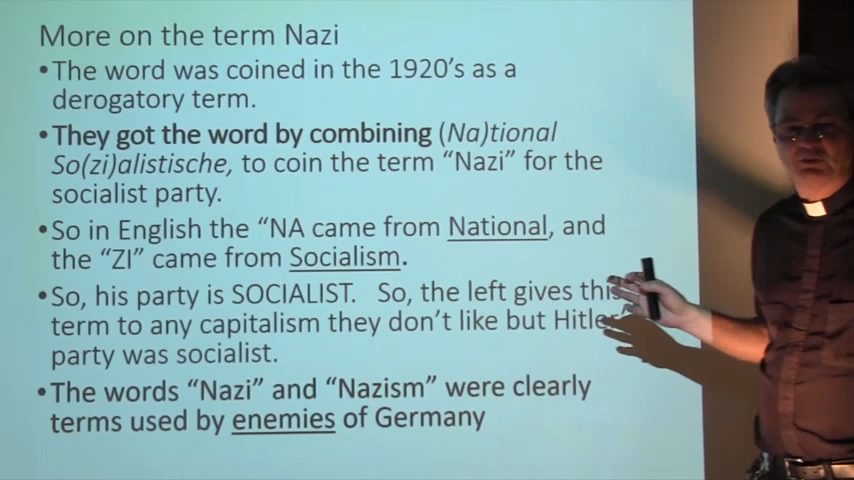 More on the term Nazi
•The word was coined in the 1920's as a
derogatory term.
•They got the word by combining (Na)tional
So(zi)alistische, to coin the term "Nazi" for the
socialist party.
•So in English the "NA came from National, and
the "ZI" came from Socialism.
•So, his party is SOCIALIST. So, the left gives this
term to any capitalism they don't like but Hitler
party was socialist.
•The words "Nazi" and "Nazism" were clearly
terms used by enemies of Germany